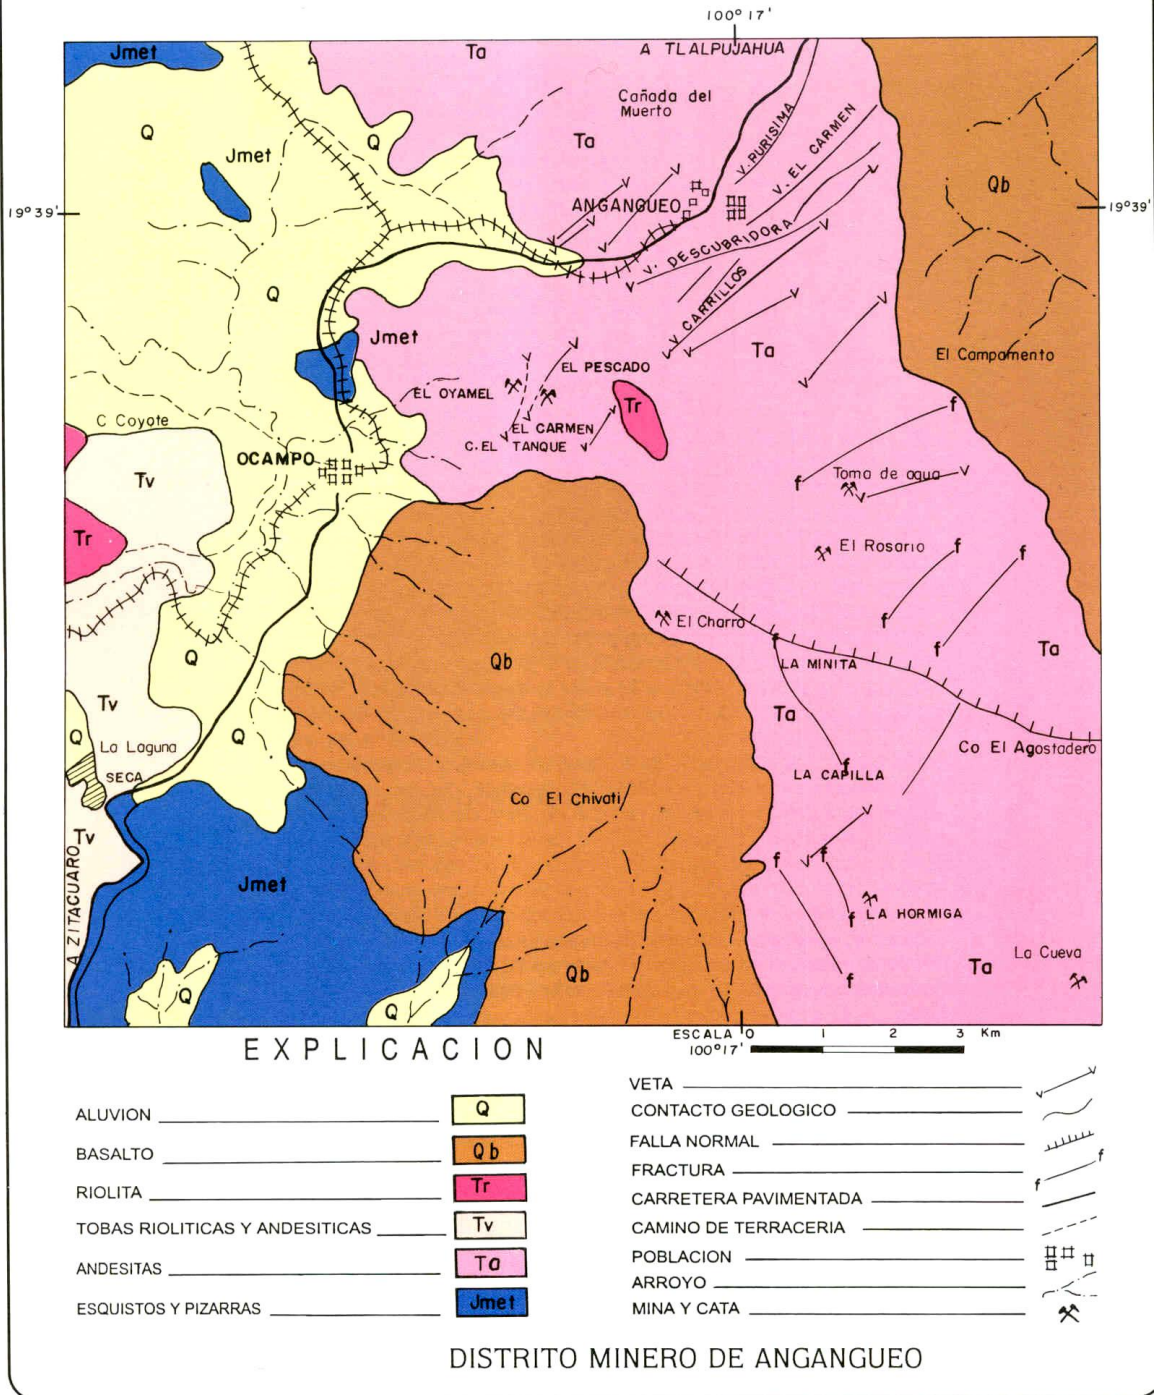 100° 17'
Jmet
Ta
A TLALPUJAHUA
Cañada del
Muerto
V. PURISIMA
V. EL CARMEN
Q
Q
Ta
Jmet
Qb
19° 39'
ANGANGUEO
19° 39'
V. DESCUBRIDORA
Q
V CARRILLOS
Jmet
Ta
El Campamento
EL PESCADO
EL OYAMEL
Tr
C Coyote
EL CARMEN
C. EL TANQUE
OCAMPO
Tv
Toma de agua
Tr
El Rosario
El Charro
Q
Qb
LA MINITA
Ta
Tv
Ta
Q
La Laguna
Q
Co El Agostadero
SECA
LA CAPILLA
Co El Chivati
Tv
A ZITACUARO
Jmet
LA HORMIGA
La Cueva
Ta
Qb
Q
Q
ESCALA 0 1 2 3 Km
100° 17'
EXPLICACION
ALUVION Q
BASALTO Qb
RIOLITA Tr
TOBAS RIOLITICAS Y ANDESITICAS Tv
ANDESITAS Ta
ESQUISTOS Y PIZARRAS Jmet
VETA v v
CONTACTO GEOLOGICO
FALLA NORMAL
FRACTURA f f
CARRETERA PAVIMENTADA
CAMINO DE TERRACERIA
POBLACION
ARROYO
MINA Y CATA
DISTRITO MINERO DE ANGANGUEO